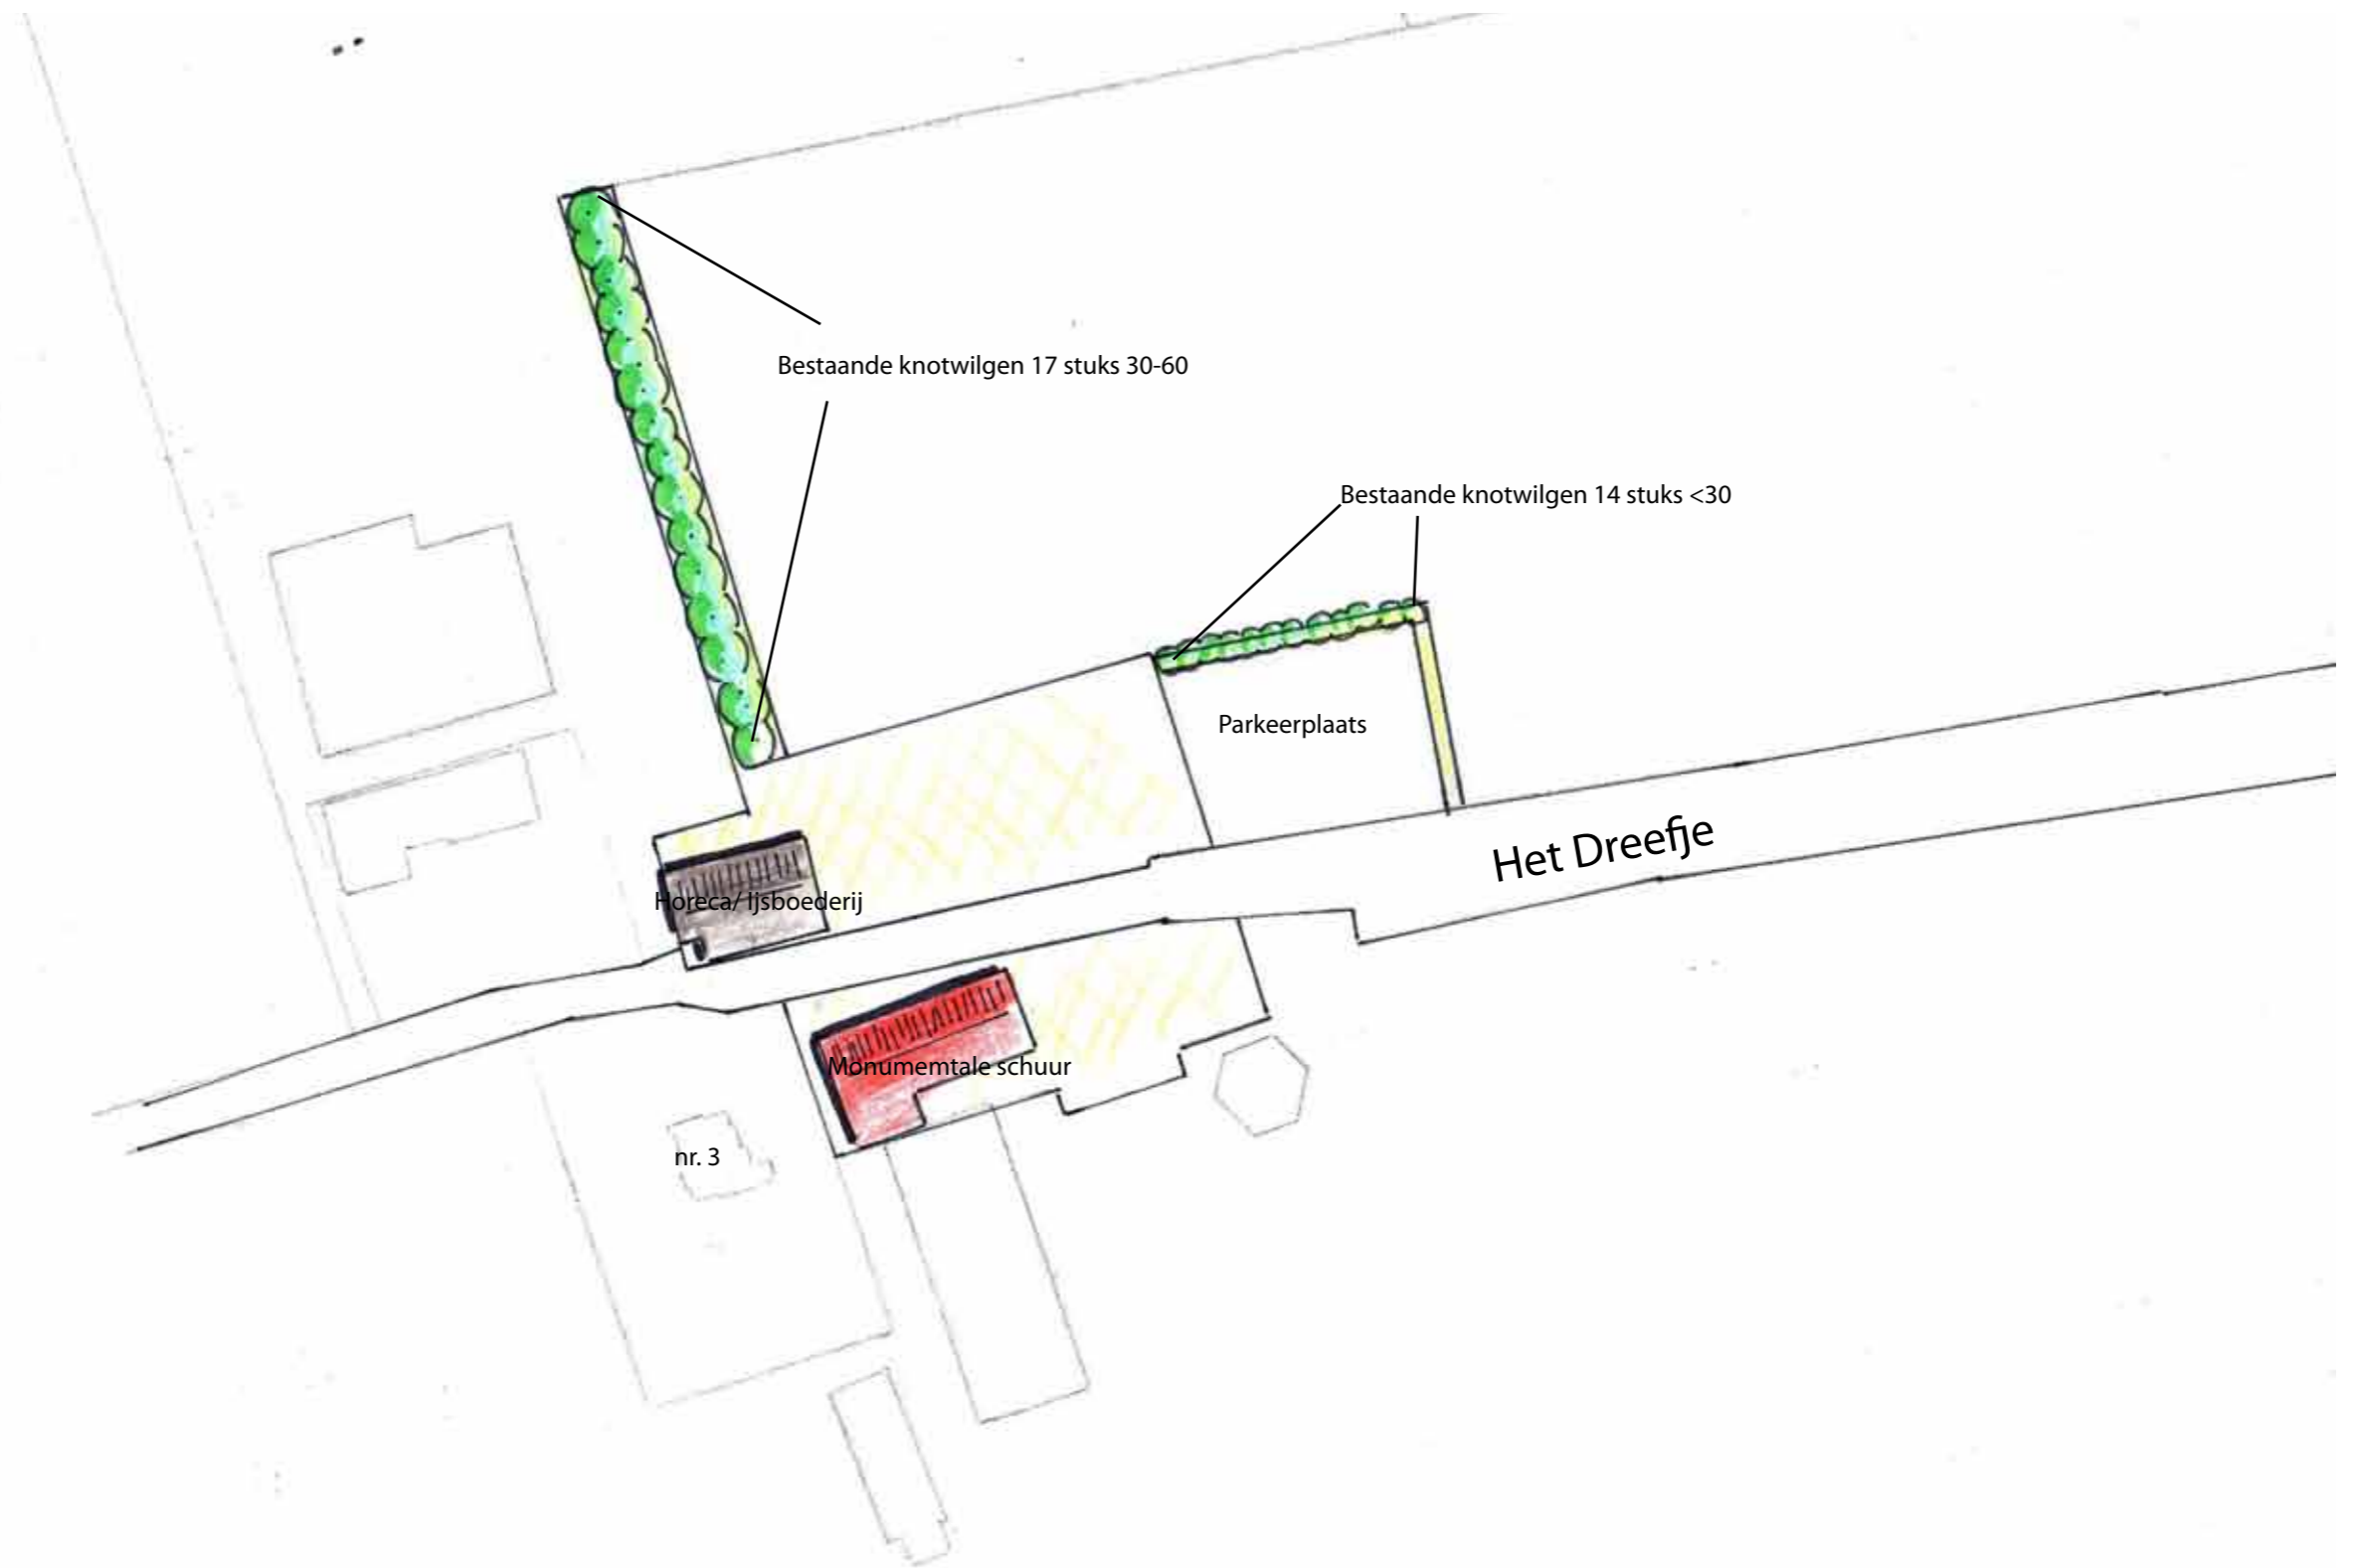 Bestaande knotwilgen 17 stuks 30-60
Bestaande knotwilgen 14 stuks <30
Parkeerplaats
Het Dreefje
Horeca/ Ijsboederij
Monumemtale schuur
nr. 3